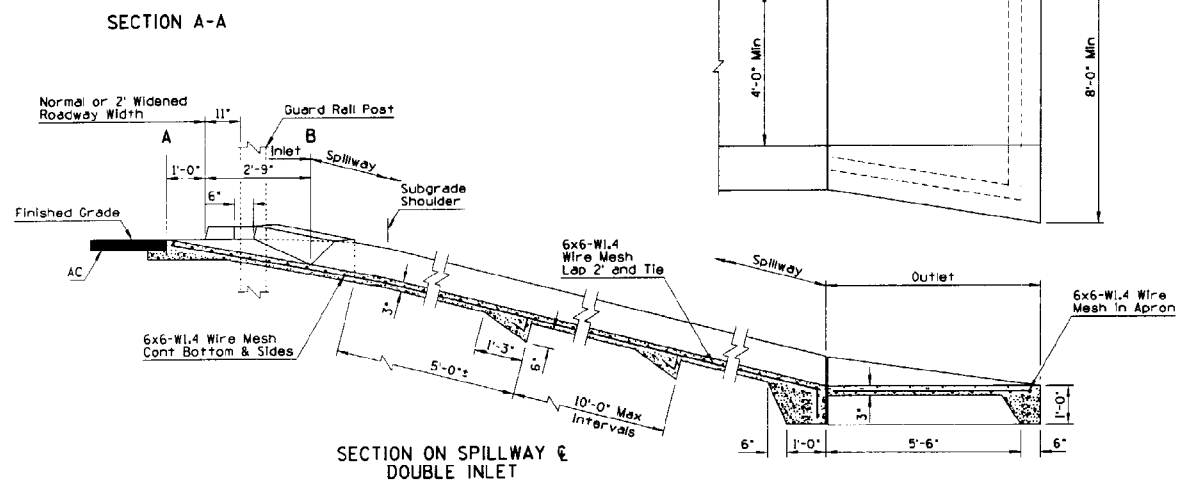 SECTION A-A
4'-0" Min
8'-0" Min
Normal or 2' Widened
Roadway Width
11"
Guard Rail Post
A
B
Inlet
Spillway
1'-0"
2'-9"
6"
Subgrade
Shoulder
Finished Grade
AC
6x6-W1.4
Wire Mesh
Lap 2' and Tie
Spillway
Outlet
6x6-W1.4 Wire
Mesh in Apron
3"
6x6-W1.4 Wire Mesh
Cont Bottom & Sides
1'-3"
6"
5'-0"±
10'-0" Max
Intervals
3"
1'-0"
6"
1'-0"
5'-6"
6"
SECTION ON SPILLWAY ℄
DOUBLE INLET